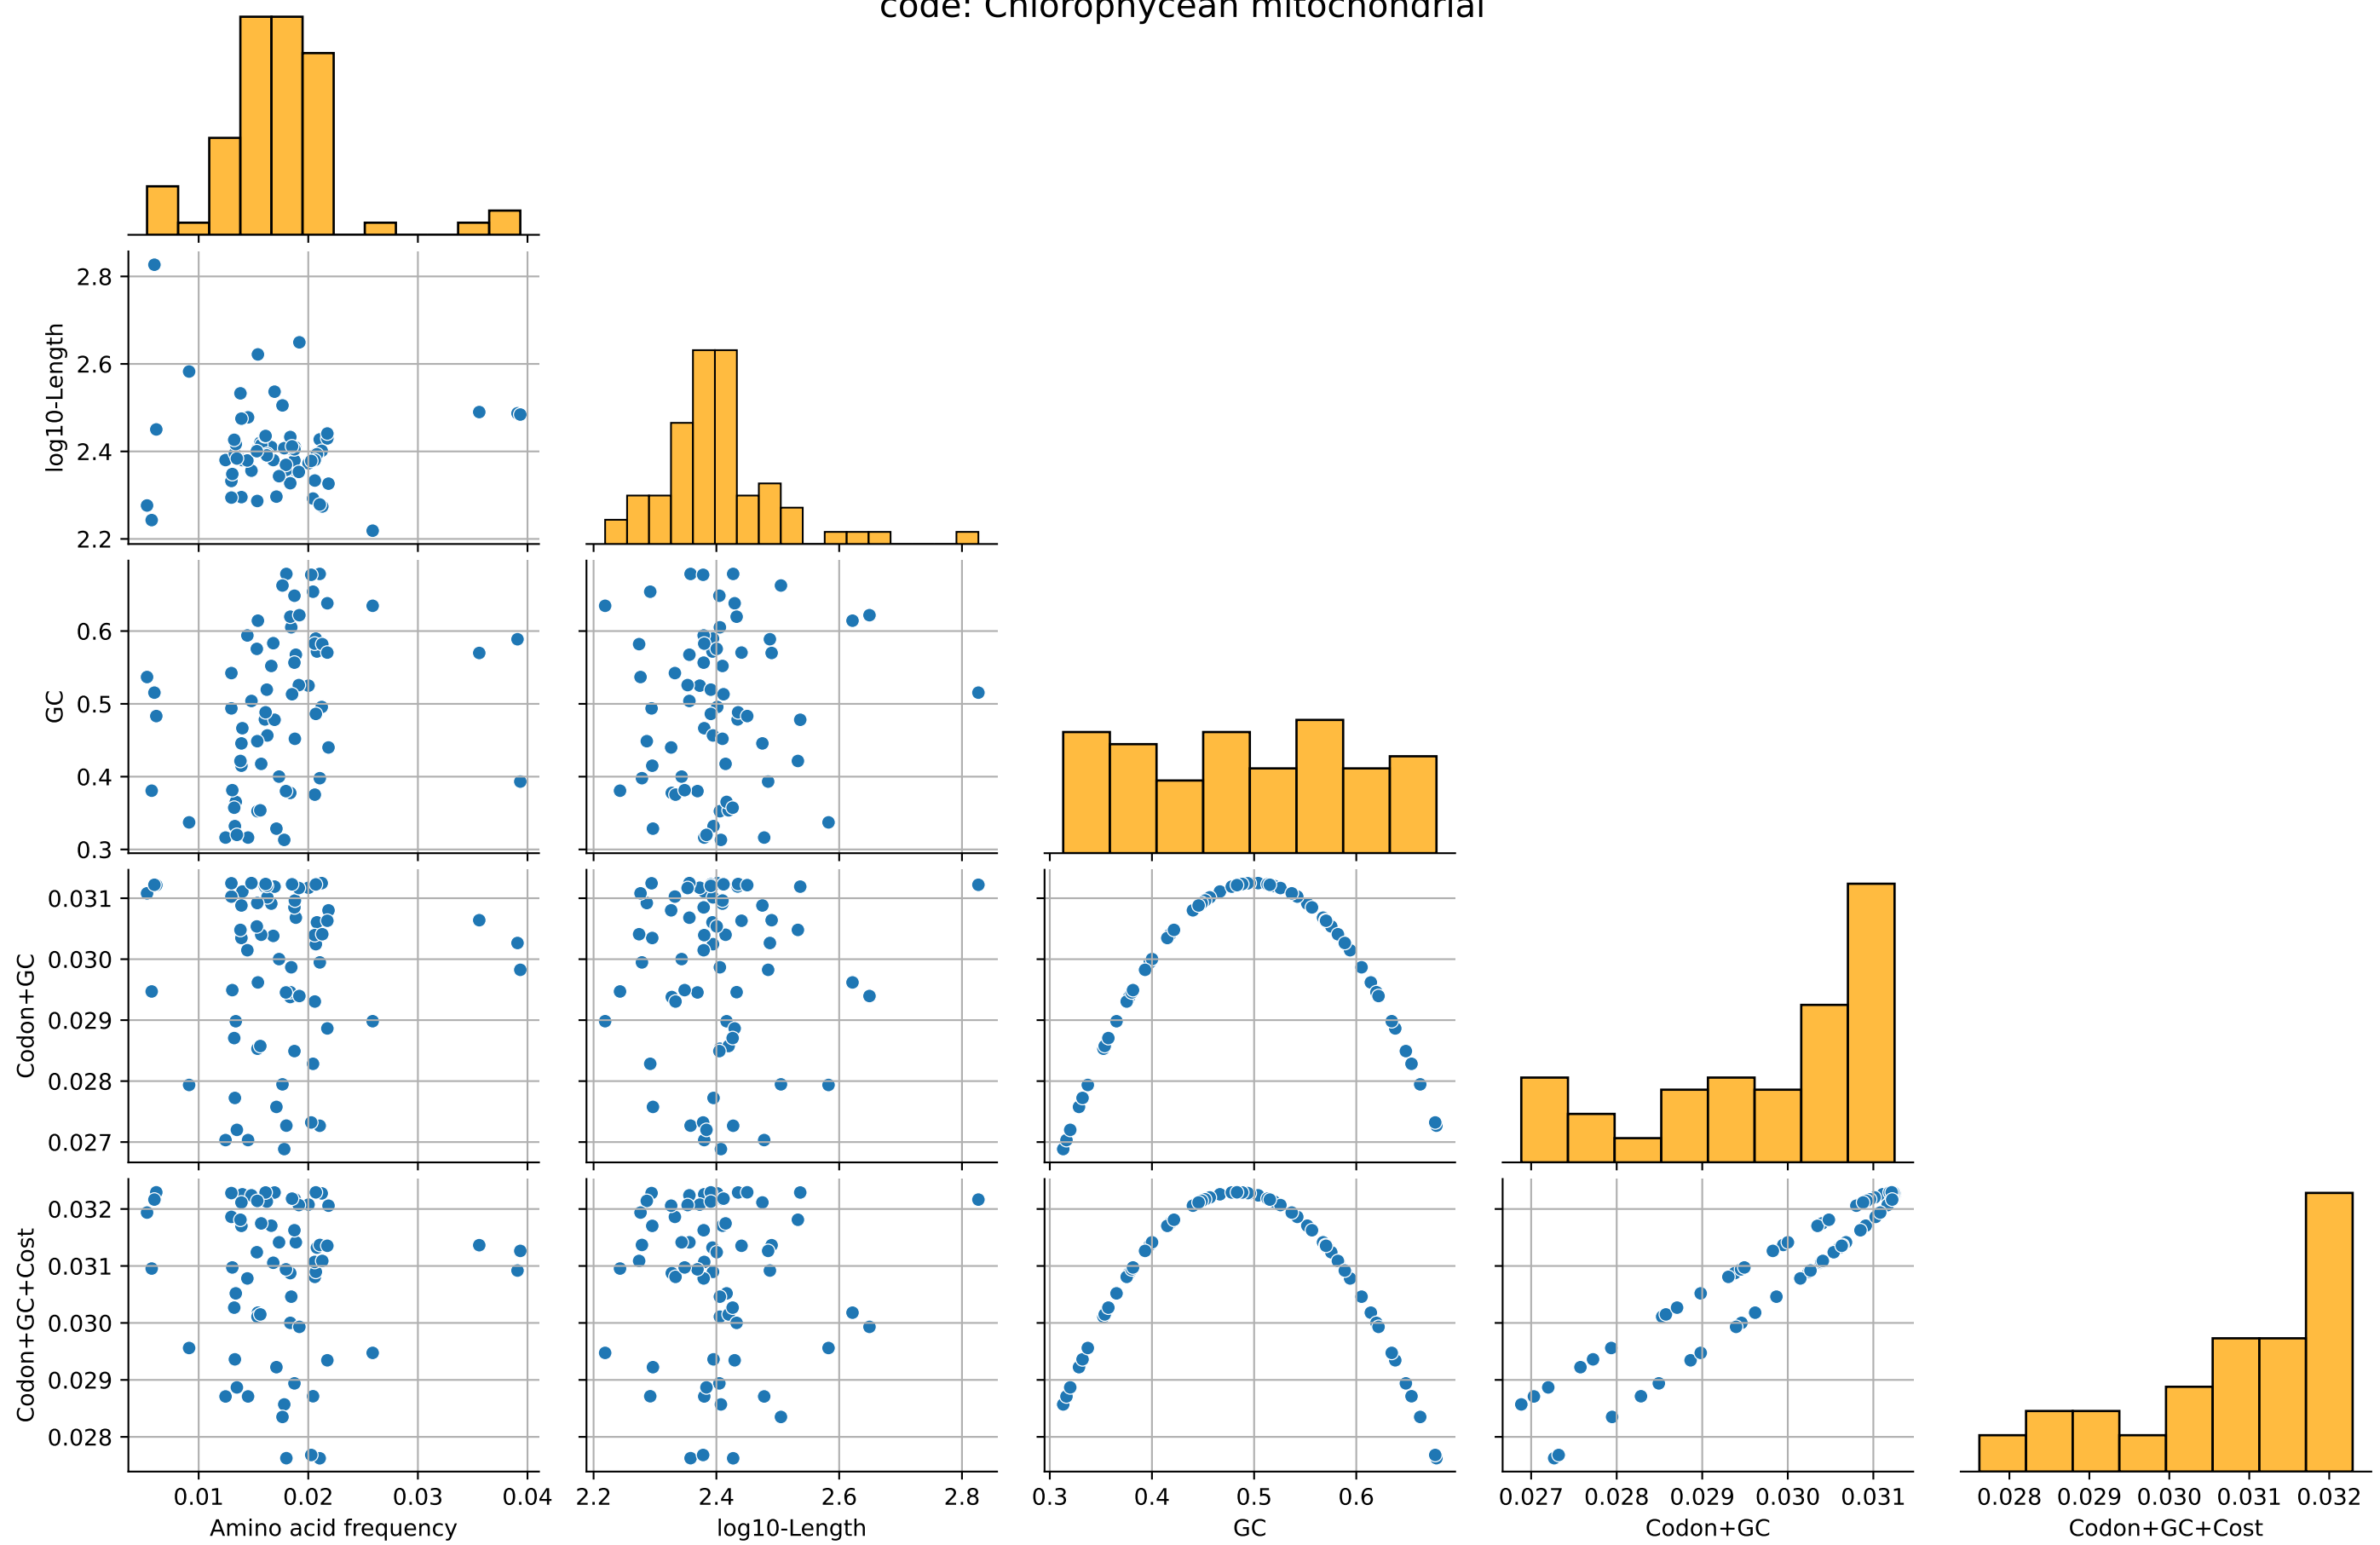 code: Chlorophycean mitochondrial
log10-Length
2.8
2.6
2.4
2.2
GC
0.6
0.5
0.4
0.3
Codon+GC
0.031
0.030
0.029
0.028
0.027
Codon+GC+Cost
0.032
0.031
0.030
0.029
0.028
0.01 0.02 0.03 0.04 2.2 2.4 2.6 2.8 0.3 0.4 0.5 0.6 0.027 0.028 0.029 0.030 0.031 0.028 0.029 0.030 0.031 0.032
Amino acid frequency log10-Length GC Codon+GC Codon+GC+Cost